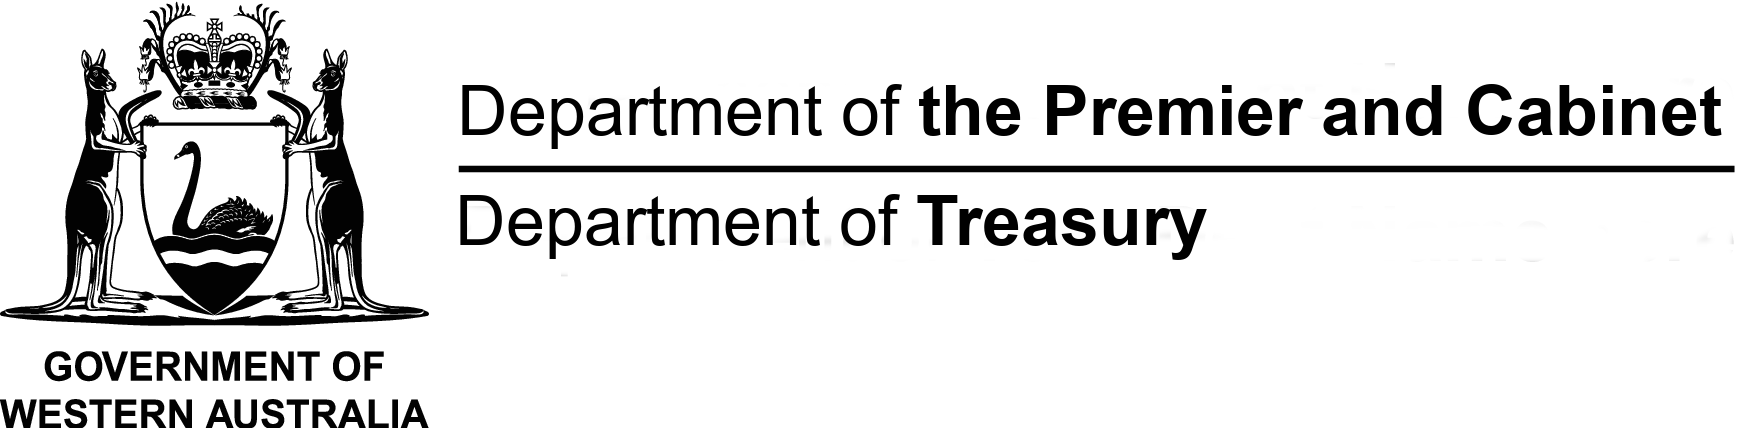 Department of the Premier and Cabinet
Department of Treasury
GOVERNMENT OF
WESTERN AUSTRALIA